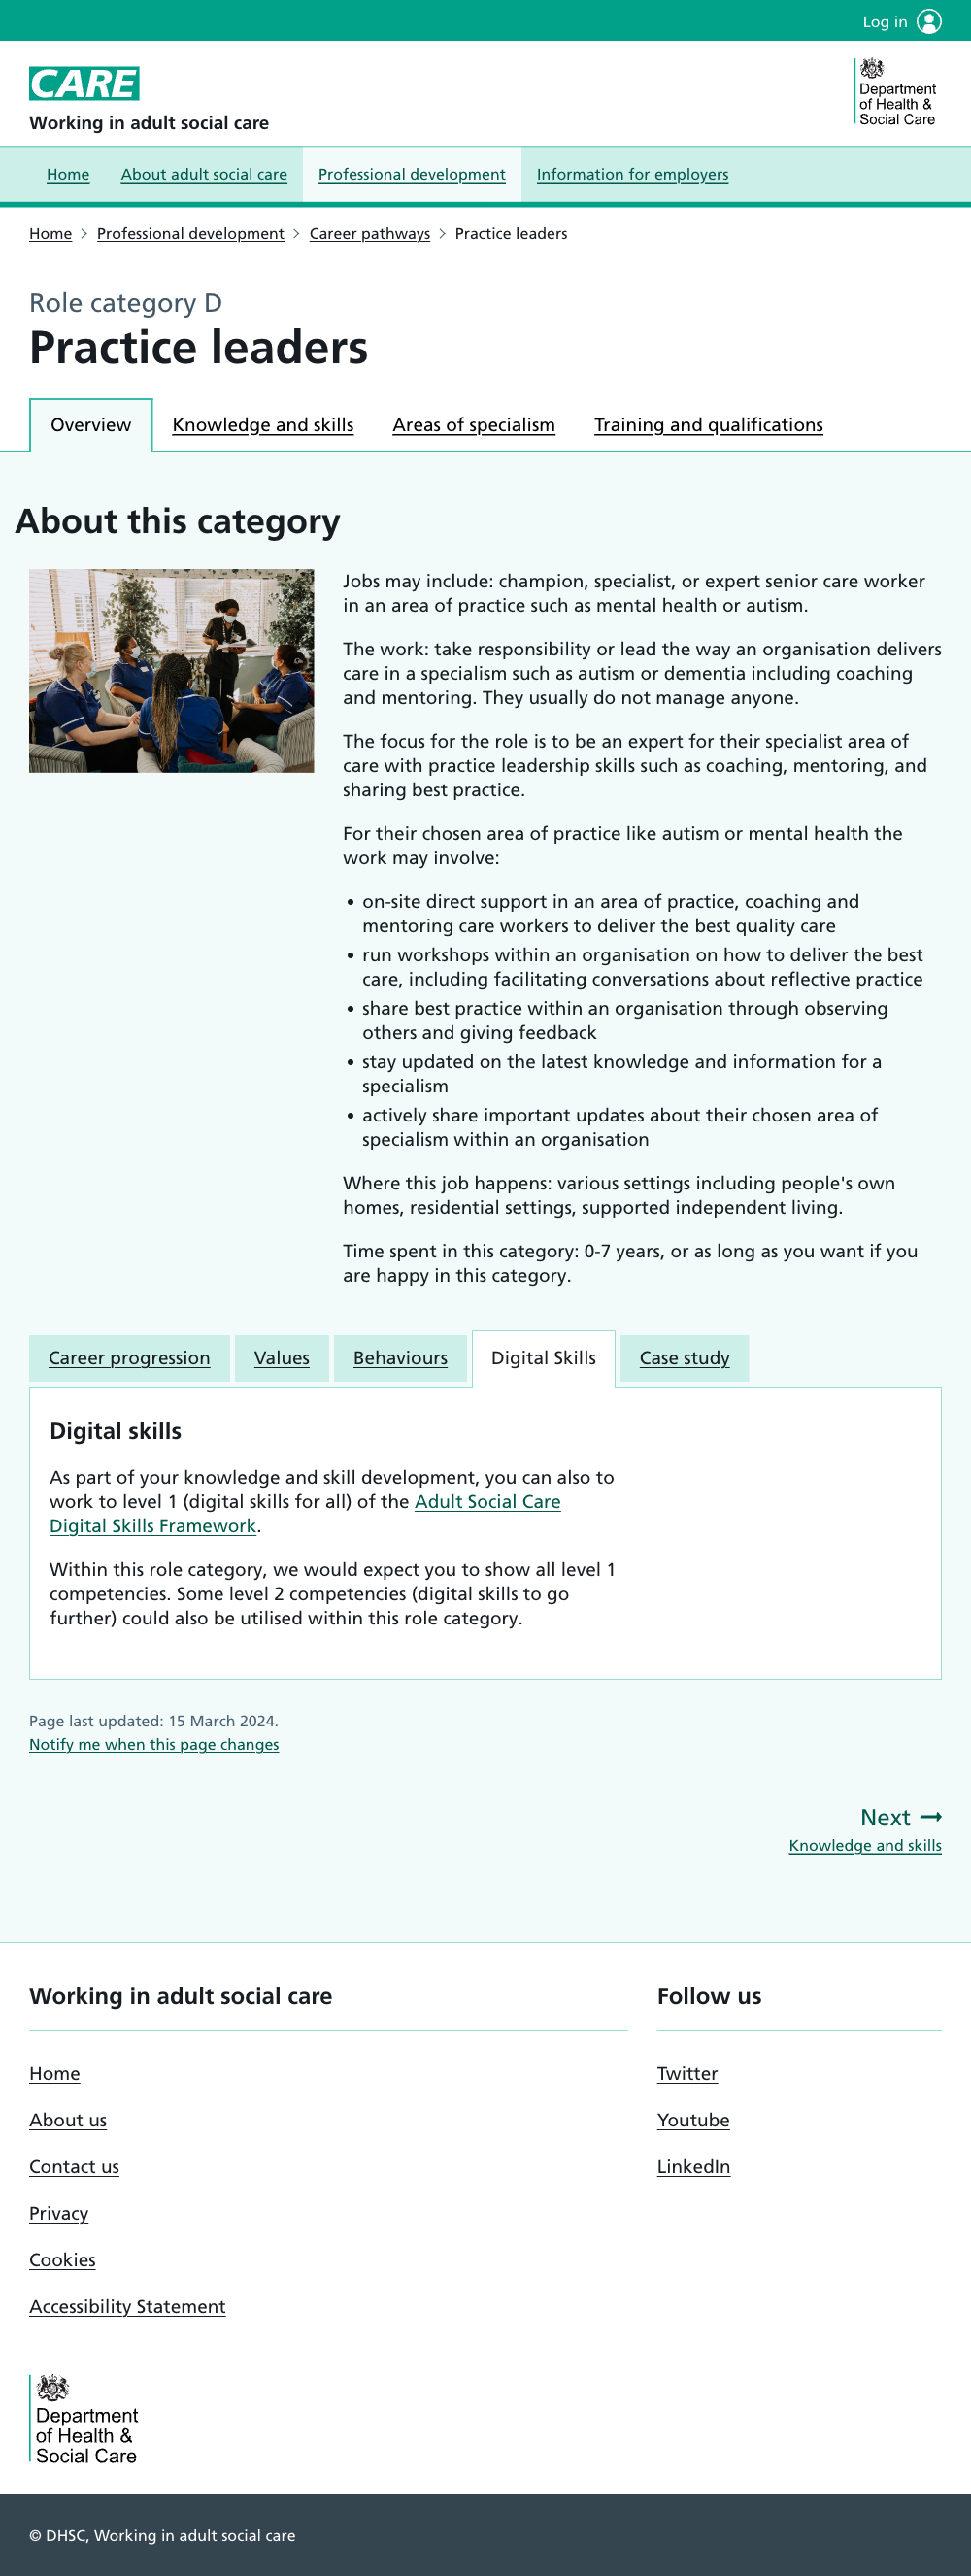 Log in
CARE
Working in adult social care
Department
of Health &
Social Care
Home
About adult social care
Professional development
Information for employers
Home
Professional development
Career pathways
Practice leaders
Role category D
Practice leaders
Overview
Knowledge and skills
Areas of specialism
Training and qualifications
About this category
Jobs may include: champion, specialist, or expert senior care worker
in an area of practice such as mental health or autism.
The work: take responsibility or lead the way an organisation delivers
care in a specialism such as autism or dementia including coaching
and mentoring. They usually do not manage anyone.
The focus for the role is to be an expert for their specialist area of
care with practice leadership skills such as coaching, mentoring, and
sharing best practice.
For their chosen area of practice like autism or mental health the
work may involve:
• on-site direct support in an area of practice, coaching and
mentoring care workers to deliver the best quality care
• run workshops within an organisation on how to deliver the best
care, including facilitating conversations about reflective practice
• share best practice within an organisation through observing
others and giving feedback
• stay updated on the latest knowledge and information for a
specialism
• actively share important updates about their chosen area of
specialism within an organisation
Where this job happens: various settings including people's own
homes, residential settings, supported independent living.
Time spent in this category: 0-7 years, or as long as you want if you
are happy in this category.
Career progression
Values
Behaviours
Digital Skills
Case study
Digital skills
As part of your knowledge and skill development, you can also to
work to level 1 (digital skills for all) of the Adult Social Care
Digital Skills Framework.
Within this role category, we would expect you to show all level 1
competencies. Some level 2 competencies (digital skills to go
further) could also be utilised within this role category.
Page last updated: 15 March 2024.
Notify me when this page changes
Next
Knowledge and skills
Working in adult social care
Home
About us
Contact us
Privacy
Cookies
Accessibility Statement
Follow us
Twitter
Youtube
LinkedIn
Department
of Health &
Social Care
© DHSC, Working in adult social care